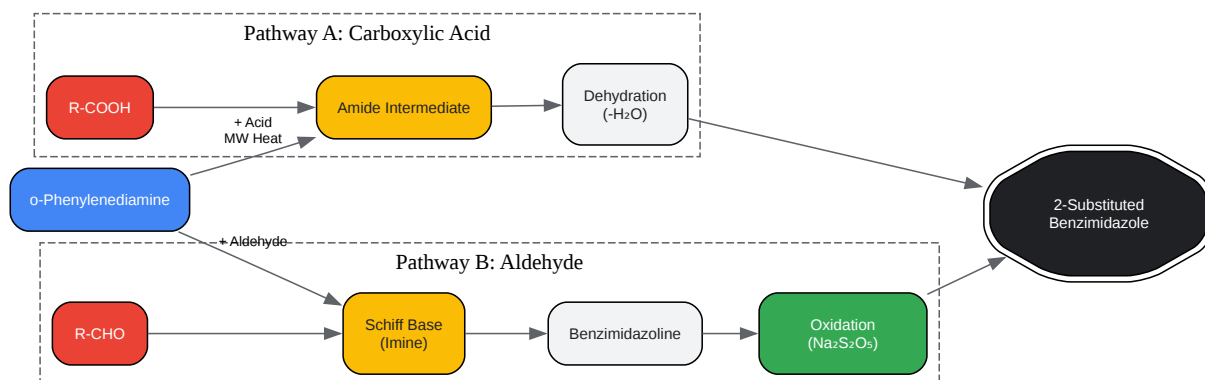 Pathway A: Carboxylic Acid
R-COOH
Amide Intermediate
Dehydration
(-H₂O)
+ Acid
MW Heat
o-Phenylenediamine
2-Substituted
Benzimidazole
+ Aldehyde
Pathway B: Aldehyde
R-CHO
Schiff Base
(Imine)
Benzimidazoline
Oxidation
(Na₂S₂O₅)